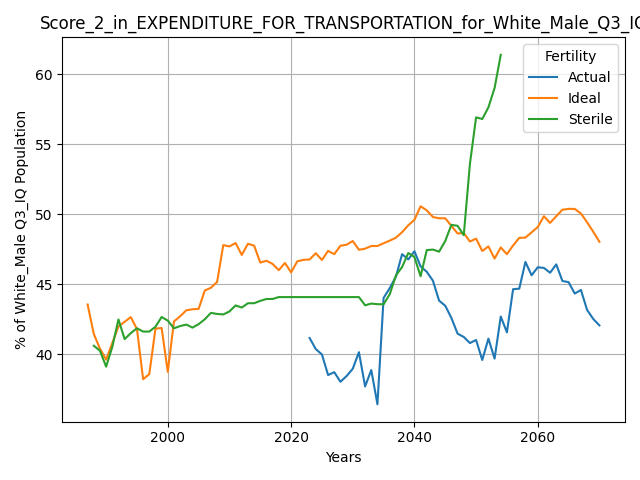 Score_2_in_EXPENDITURE_FOR_TRANSPORTATION_for_White_Male_Q3_IQ
Fertility
Actual
Ideal
Sterile
% of White_Male Q3_IQ Population
60
55
50
45
40
2000
2020
2040
2060
Years